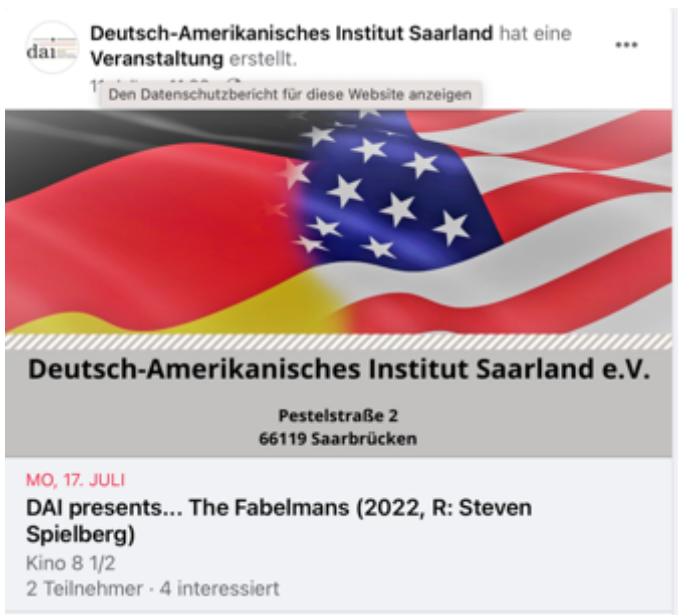 dai
Deutsch-Amerikanisches Institut Saarland hat eine
Veranstaltung erstellt.
Den Datenschutzbericht für diese Website anzeigen
Deutsch-Amerikanisches Institut Saarland e.V.
Pestelstraße 2
66119 Saarbrücken
MO, 17. JULI
DAI presents... The Fabelmans (2022, R: Steven
Spielberg)
Kino 8 1/2
2 Teilnehmer · 4 interessiert